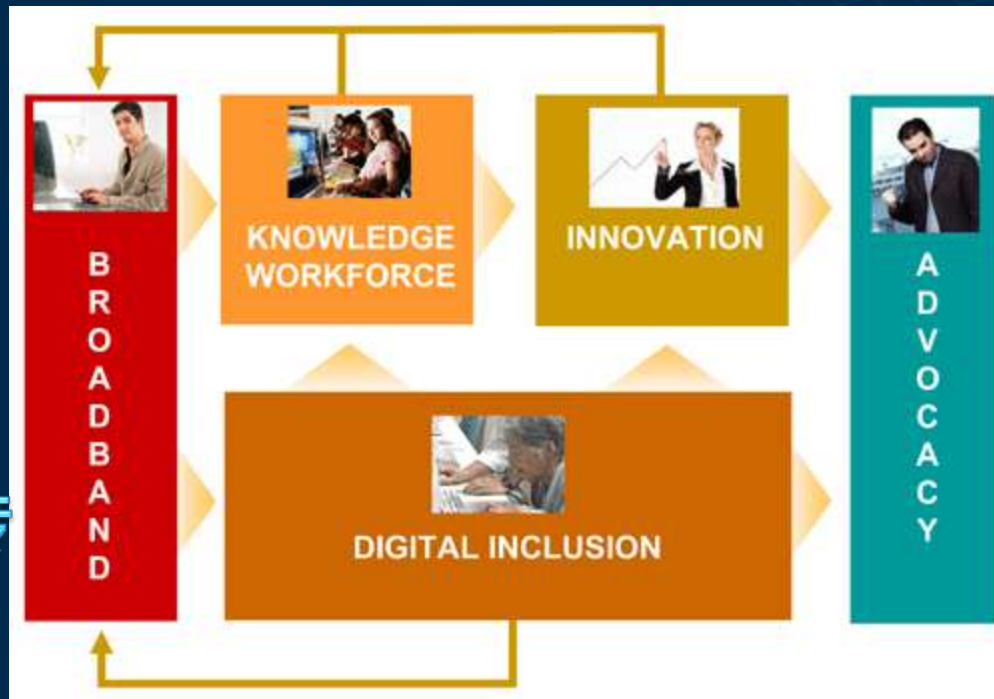 BROADBAND
KNOWLEDGE
WORKFORCE
INNOVATION
ADVOCACY
DIGITAL INCLUSION